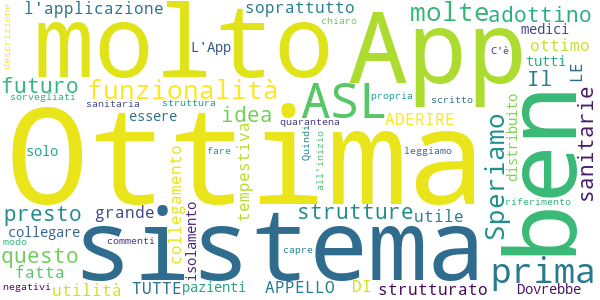 descrizione
l'applicazione
soprattutto
chiaro
molte
adottino
molto
App
L'App
C'è
medici
ottimo
tutti
futuro
sorvegliati
funzionalità
sanitaria
struttura
ASL
propria
scritto
Il
LE
sanitarie
essere
idea
quarantena
ADERIRE
distribuito
ben
Ottima
solo
fare
tempestiva
Quindi
all'inizio
leggiamo
Speriamo
collegamento
isolamento
presto
grande
strutture
utile
riferimento
collegare
sistema
questo
modo
commenti
capre
prima
fatta
negativi
utilità
TUTTE
pazienti
APPELLO
DI
strutturato
Dovrebbe